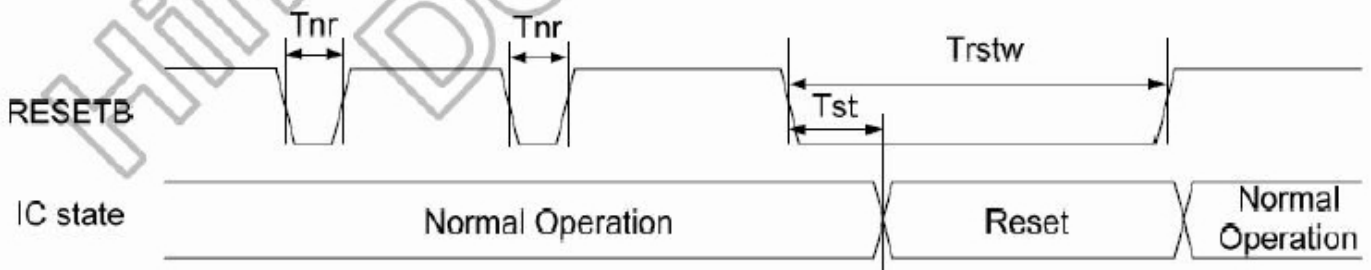 Tnr
Tnr
Trstw
Tst
RESETB
IC state
Normal Operation
Reset
Normal
Operation